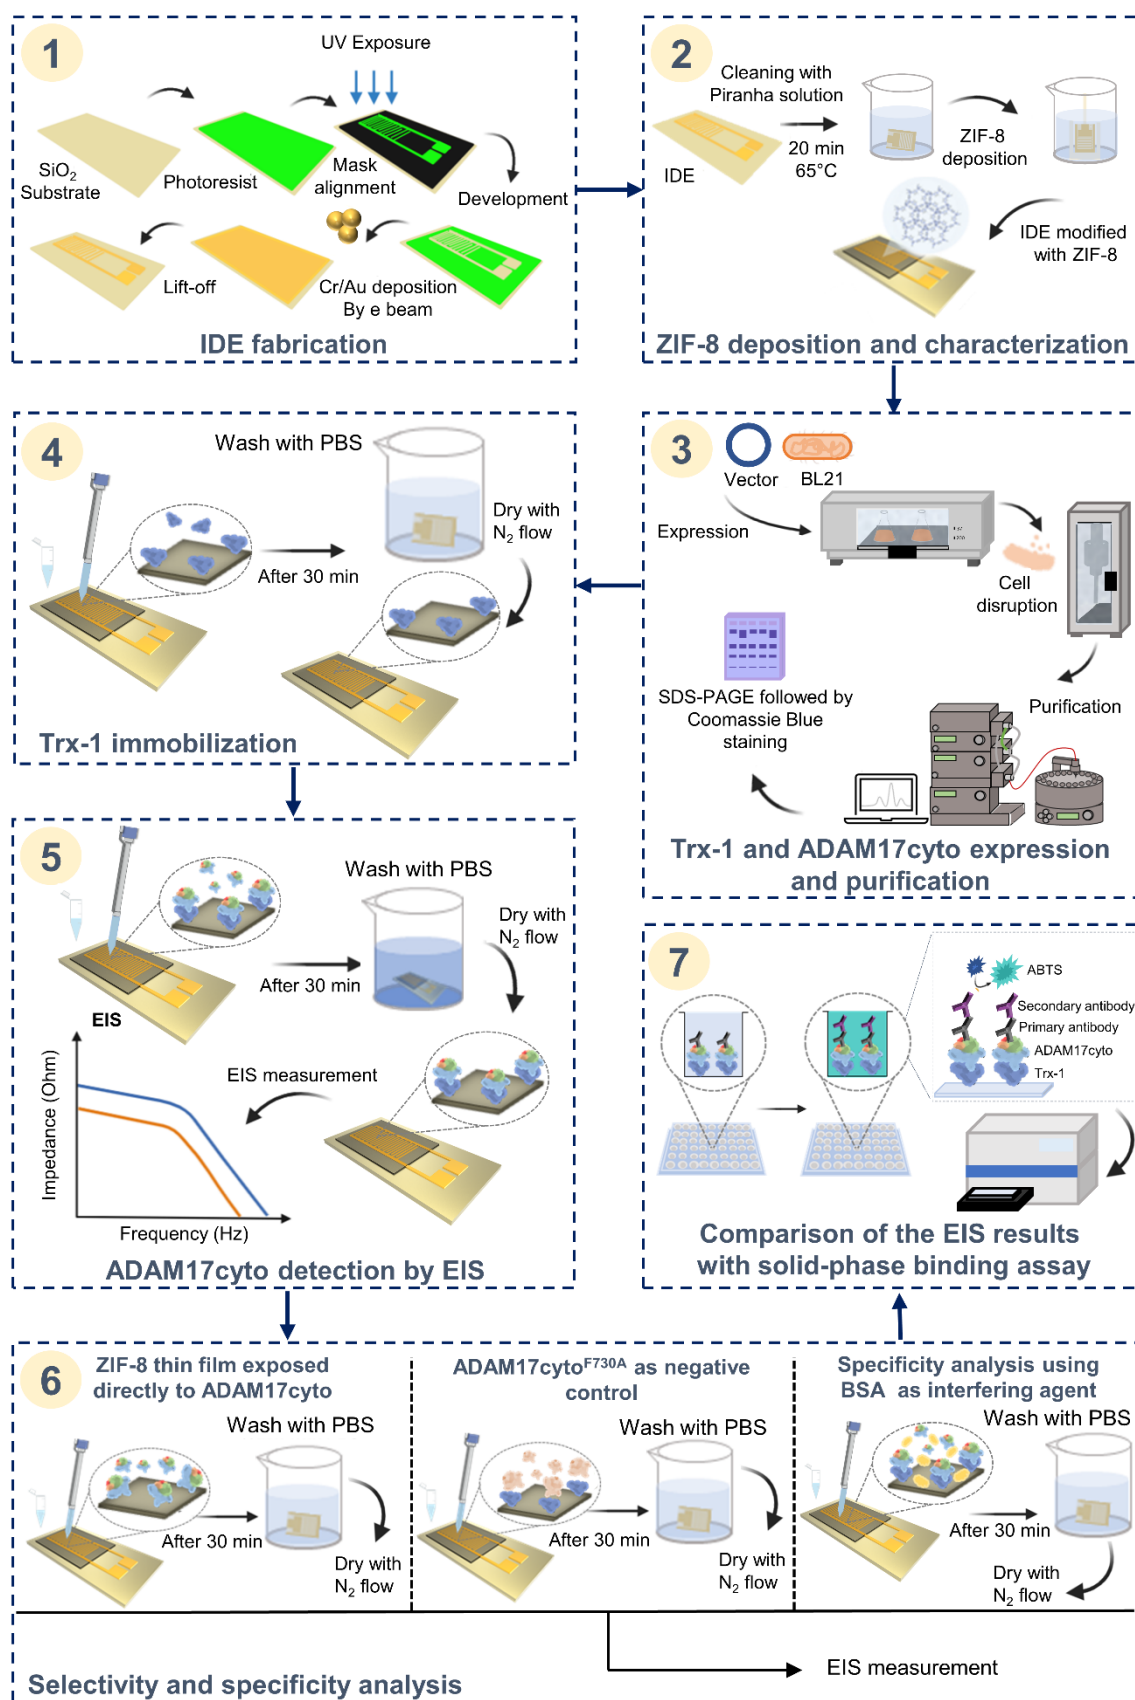 1
UV Exposure
SiO2
Substrate
Photoresist
Mask
alignment
Development
Lift-off
Cr/Au deposition
By e beam
IDE fabrication
2
Cleaning with
Piranha solution
IDE
20 min
65°C
ZIF-8
deposition
IDE modified
with ZIF-8
ZIF-8 deposition and characterization
3
Vector
BL21
Expression
Cell
disruption
Purification
SDS-PAGE followed by
Coomassie Blue
staining
Trx-1 and ADAM17cyto expression
and purification
4
Wash with PBS
After 30 min
Dry with
N2 flow
Trx-1 immobilization
5
Wash with PBS
After 30 min
Dry with
N2 flow
EIS
EIS measurement
Impedance (Ohm)
Frequency (Hz)
ADAM17cyto detection by EIS
6
ZIF-8 thin film exposed
directly to ADAM17cyto
Wash with PBS
After 30 min
Dry with
N2 flow
ADAM17cytoF730A as negative
control
Wash with PBS
After 30 min
Dry with
N2 flow
Specificity analysis using
BSA as interfering agent
Wash with PBS
After 30 min
Dry with
N2 flow
EIS measurement
Selectivity and specificity analysis
7
ABTS
Secondary antibody
Primary antibody
ADAM17cyto
Trx-1
Comparison of the EIS results
with solid-phase binding assay